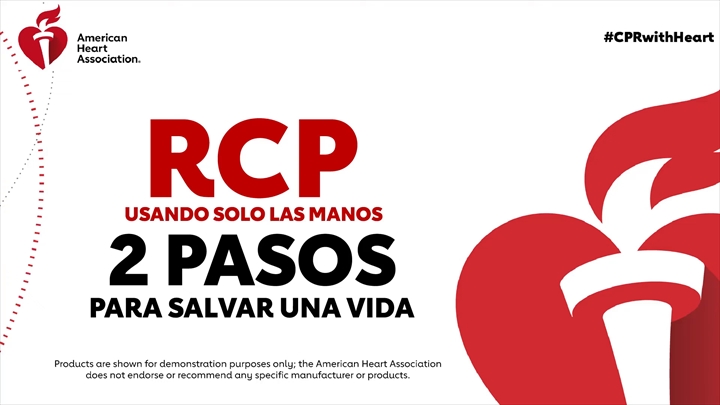 American
Heart
Association®
#CPRwithHeart
RCP
USANDO SOLO LAS MANOS
2 PASOS
PARA SALVAR UNA VIDA
Products are shown for demonstration purposes only; the American Heart Association
does not endorse or recommend any specific manufacturer or products.